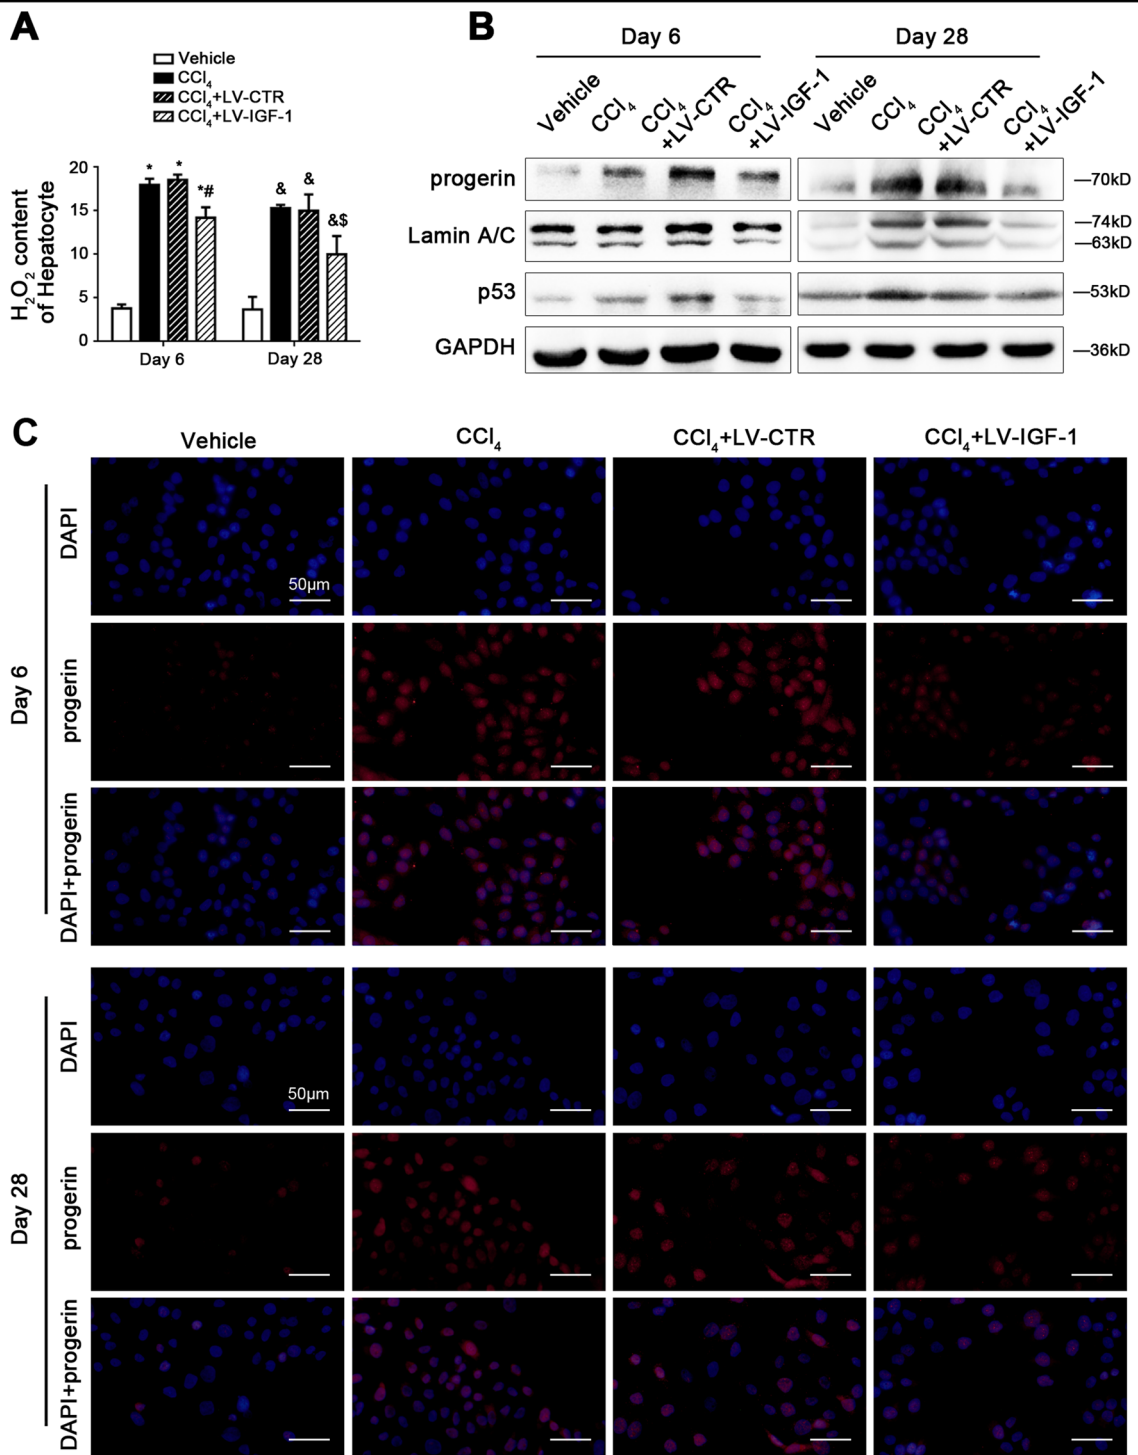 A
Vehicle
CCl₄
CCl₄+LV-CTR
CCl₄+LV-IGF-1
H₂O₂ content
of Hepatocyte
20
15
10
5
0
* * *# & & &$
Day 6 Day 28
B
Day 6 Day 28
Vehicle CCl₄ CCl₄ +LV-CTR CCl₄ +LV-IGF-1 Vehicle CCl₄ CCl₄ +LV-CTR CCl₄ +LV-IGF-1
progerin —70kD
Lamin A/C —74kD
—63kD
p53 —53kD
GAPDH —36kD
C
Vehicle CCl₄ CCl₄+LV-CTR CCl₄+LV-IGF-1
Day 6
DAPI
50μm
progerin
DAPI+progerin
Day 28
DAPI
50μm
progerin
DAPI+progerin